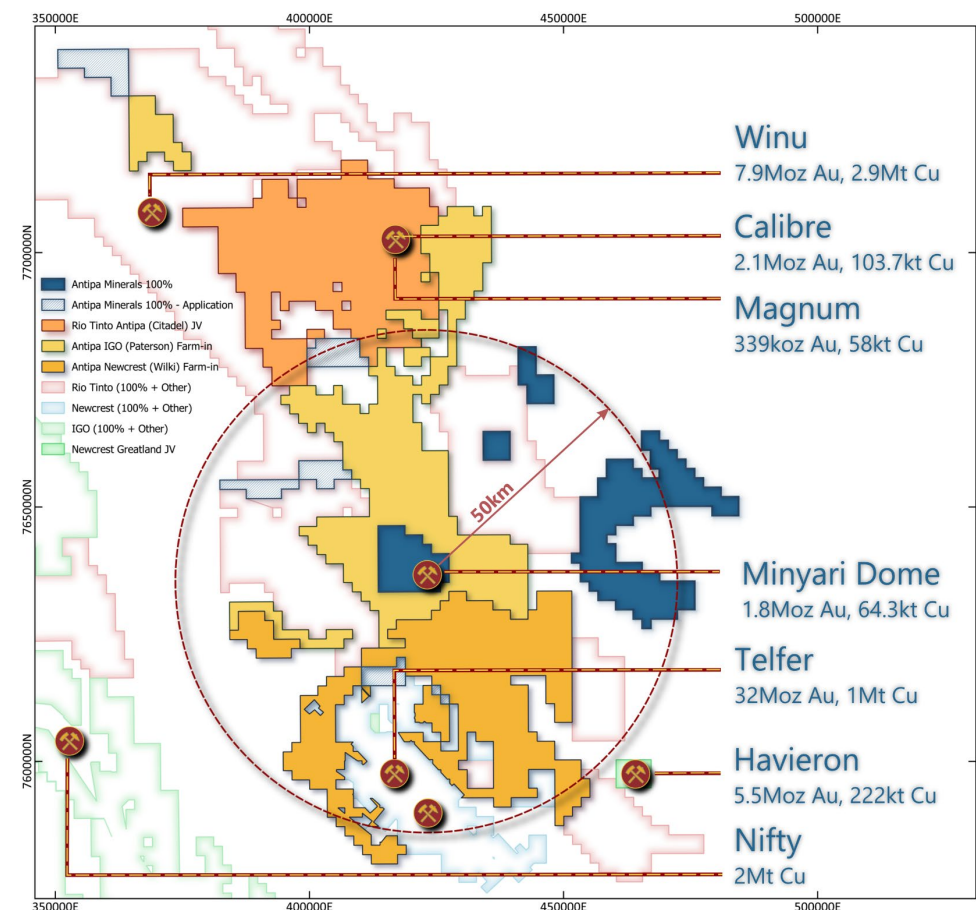 350000E 400000E 450000E 500000E
Winu
7.9Moz Au, 2.9Mt Cu
Calibre
2.1Moz Au, 103.7kt Cu
7700000N
Magnum
339koz Au, 58kt Cu
Antipa Minerals 100%
Antipa Minerals 100% - Application
Rio Tinto Antipa (Citadel) JV
Antipa IGO (Paterson) Farm-in
Antipa Newcrest (Wilki) Farm-in
Rio Tinto (100% + Other)
Newcrest (100% + Other)
IGO (100% + Other)
Newcrest Greatland JV
50km
7650000N
Minyari Dome
1.8Moz Au, 64.3kt Cu
Telfer
32Moz Au, 1Mt Cu
7600000N
Havieron
5.5Moz Au, 222kt Cu
Nifty
2Mt Cu
350000E 400000E 450000E 500000E